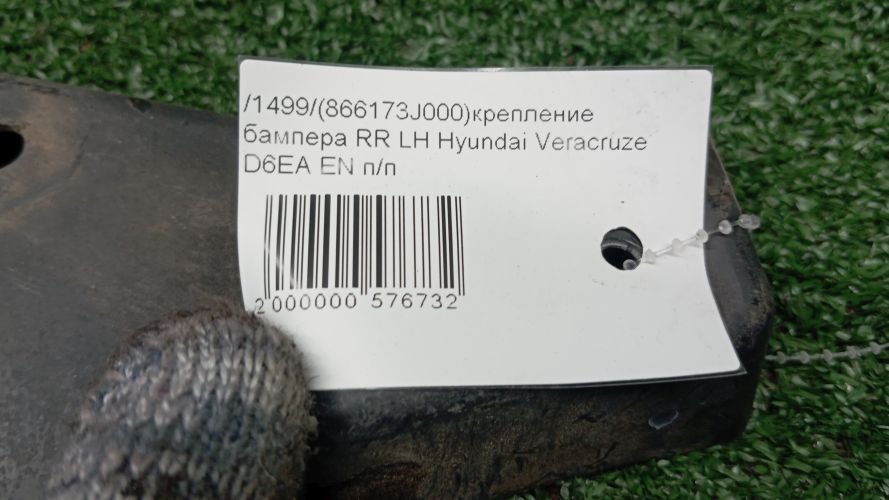 /1499/(866173J000)крепление
бампера RR LH Hyundai Veracruze
D6EA EN п/п
2 000000 576732